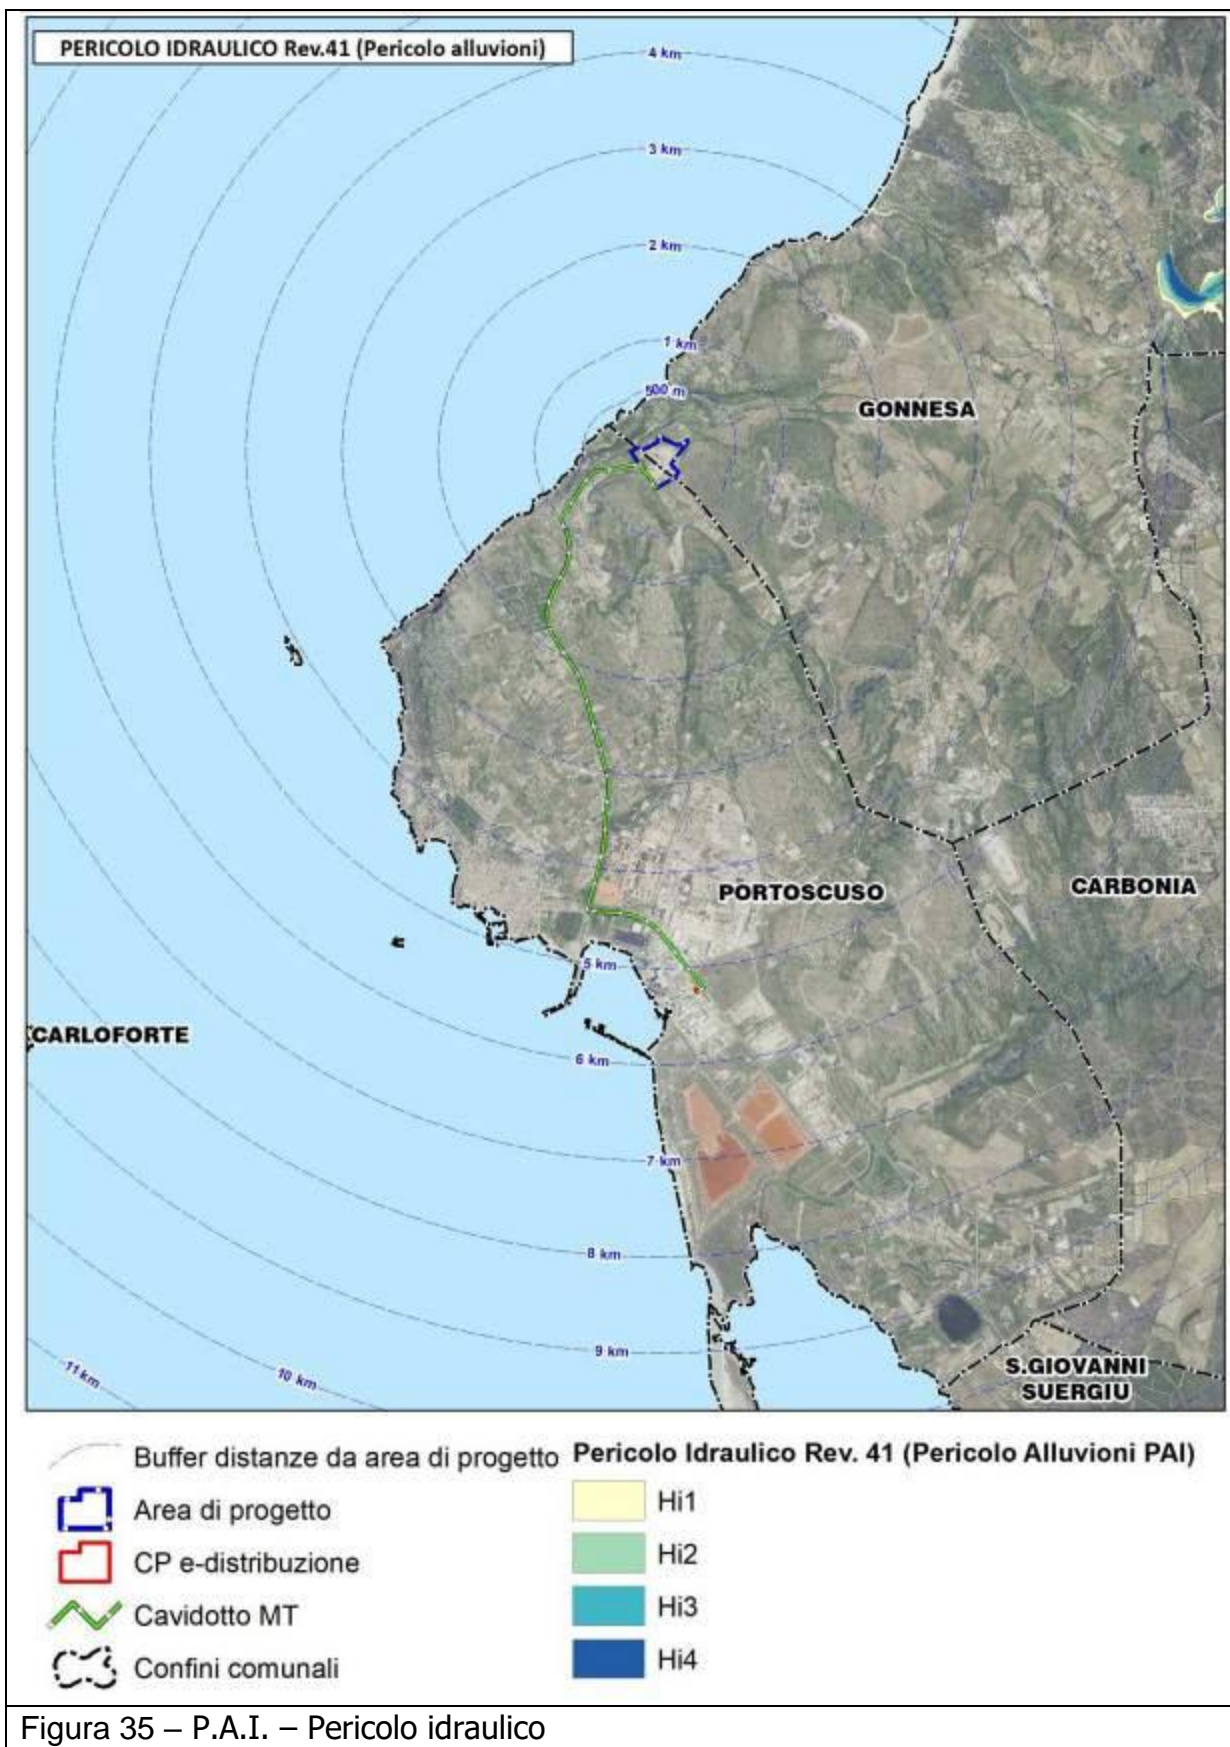 PERICOLO IDRAULICO Rev.41 (Pericolo alluvioni)
4 km
3 km
2 km
1 km
500 m
GONNESA
PORTOSCUSO
CARBONIA
5 km
CARLOFORTE
6 km
7 km
8 km
9 km
S.GIOVANNI
SUERGIU
11 km
10 km
Buffer distanze da area di progetto
Area di progetto
CP e-distribuzione
Cavidotto MT
Confini comunali
Pericolo Idraulico Rev. 41 (Pericolo Alluvioni PAI)
Hi1
Hi2
Hi3
Hi4
Figura 35 – P.A.I. – Pericolo idraulico